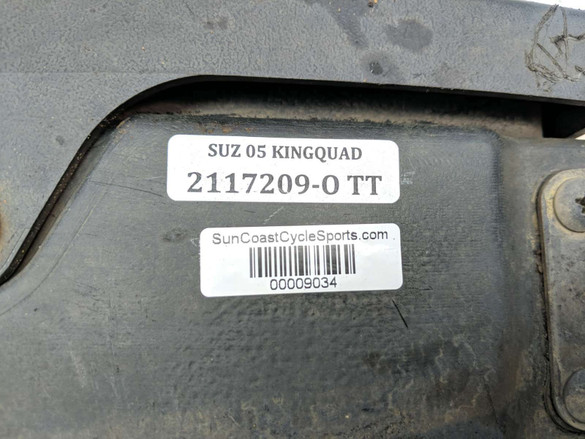 SUZ 05 KINGQUAD
2117209-O TT
SunCoastCycleSports.com
00009034